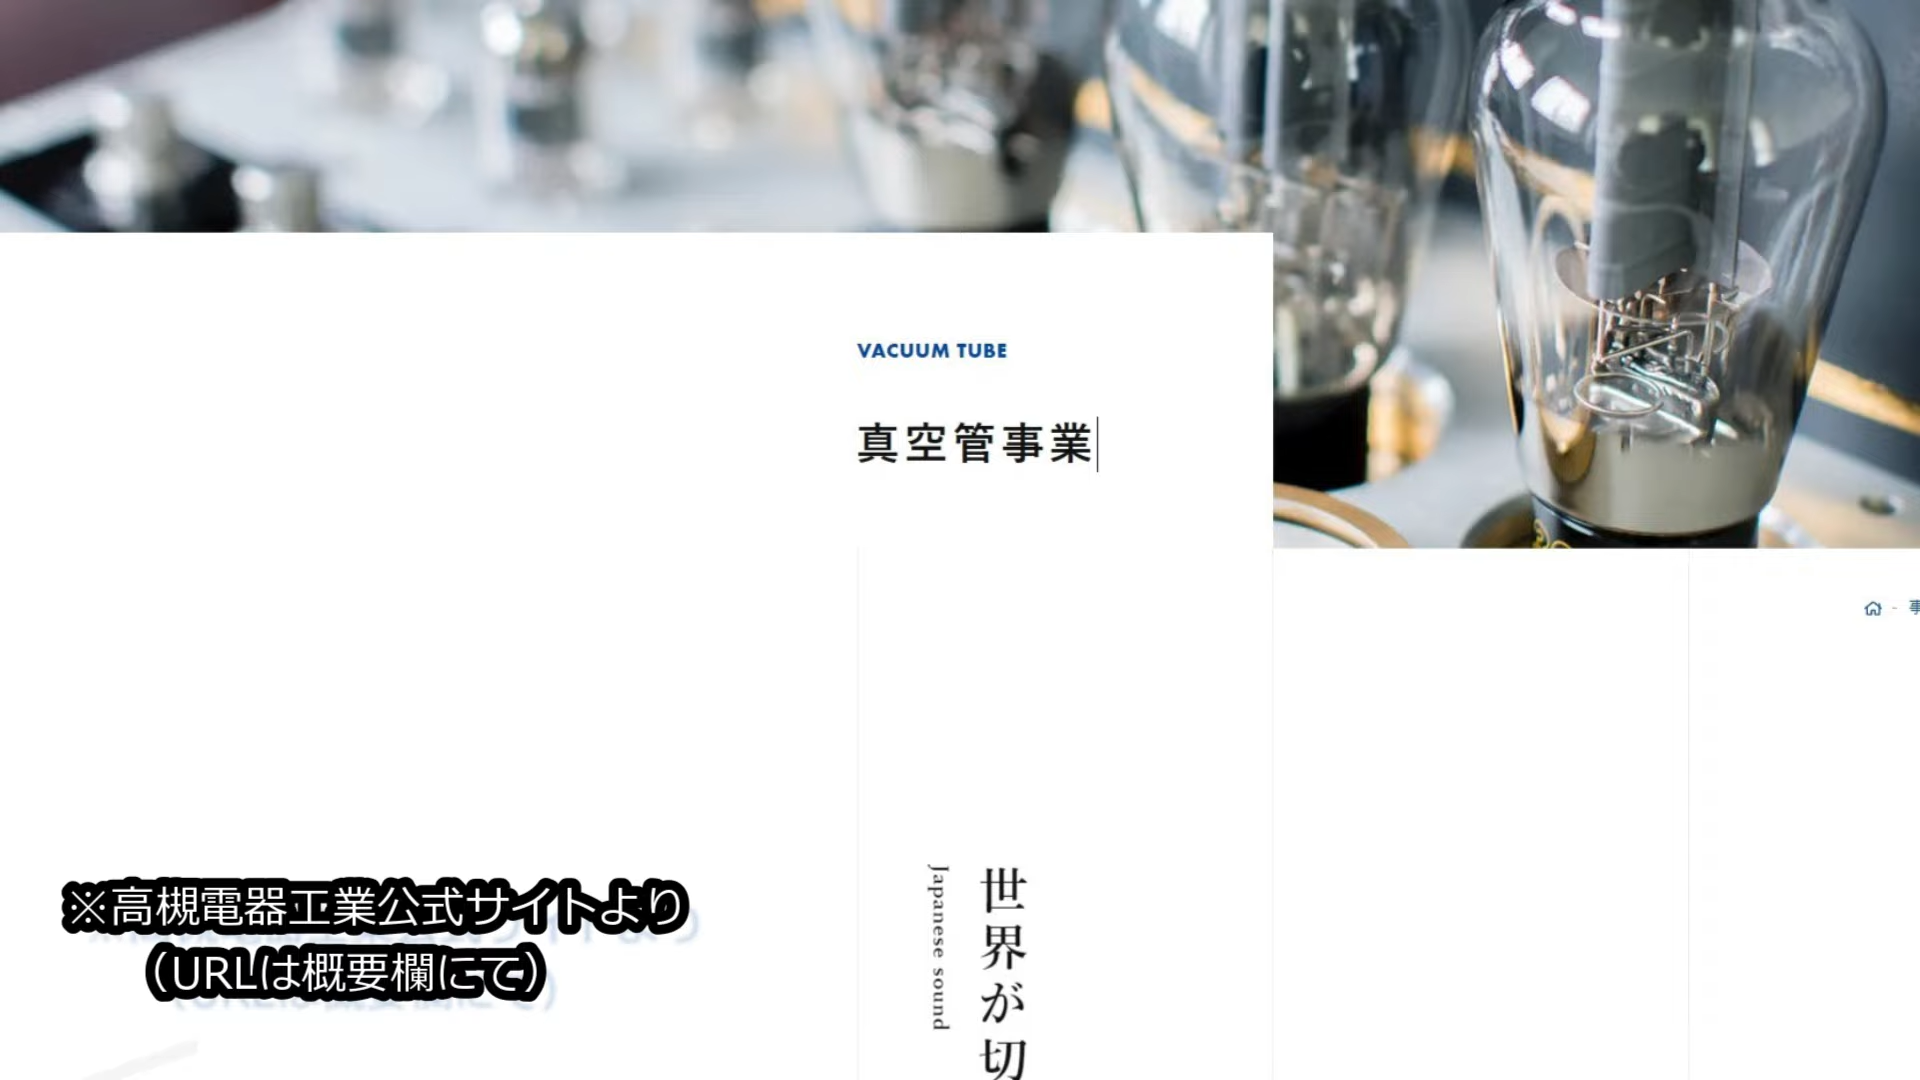 VACUUM TUBE
真空管事業
- 事
世界が切
Japanese sound
※高槻電器工業公式サイトより
（URLは概要欄にて）